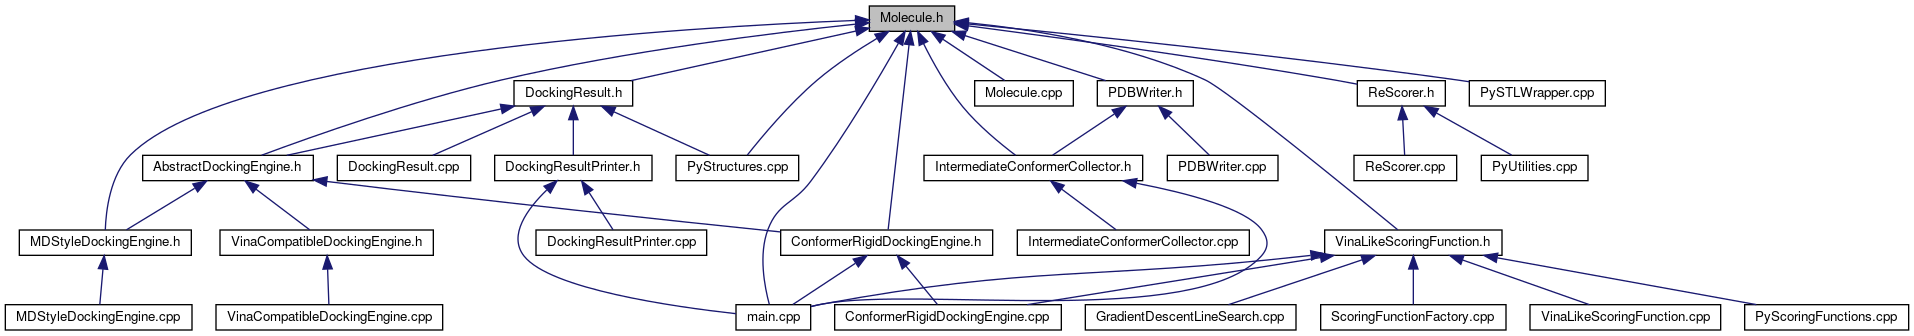 Molecule.h
DockingResult.h
Molecule.cpp
PDBWriter.h
ReScorer.h
PySTLWrapper.cpp
AbstractDockingEngine.h
DockingResult.cpp
DockingResultPrinter.h
PyStructures.cpp
IntermediateConformerCollector.h
PDBWriter.cpp
ReScorer.cpp
PyUtilities.cpp
MDStyleDockingEngine.h
VinaCompatibleDockingEngine.h
DockingResultPrinter.cpp
ConformerRigidDockingEngine.h
IntermediateConformerCollector.cpp
VinaLikeScoringFunction.h
MDStyleDockingEngine.cpp
VinaCompatibleDockingEngine.cpp
main.cpp
ConformerRigidDockingEngine.cpp
GradientDescentLineSearch.cpp
ScoringFunctionFactory.cpp
VinaLikeScoringFunction.cpp
PyScoringFunctions.cpp